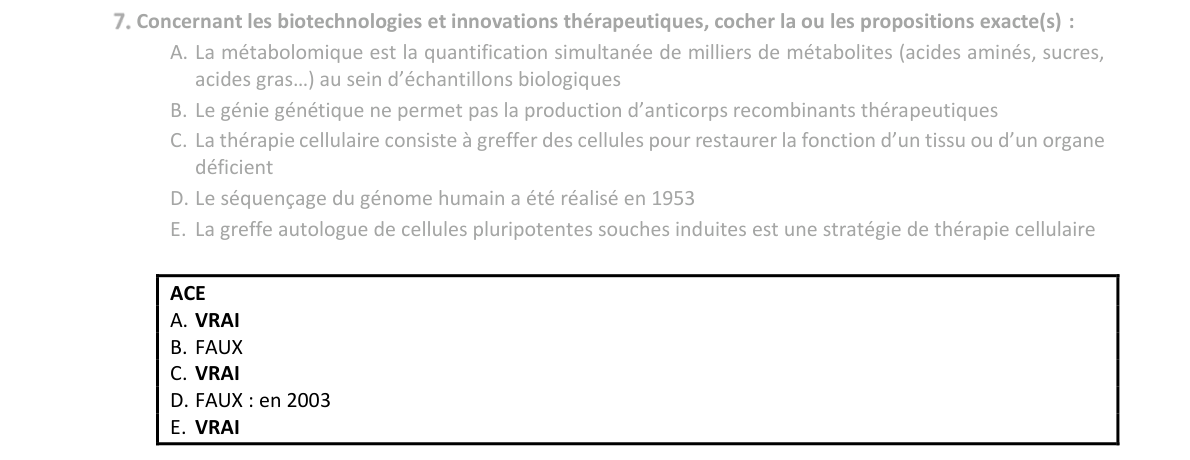 7. Concernant les biotechnologies et innovations thérapeutiques, cocher la ou les propositions exacte(s) :
A. La métabolomique est la quantification simultanée de milliers de métabolites (acides aminés, sucres,
acides gras…) au sein d’échantillons biologiques
B. Le génie génétique ne permet pas la production d’anticorps recombinants thérapeutiques
C. La thérapie cellulaire consiste à greffer des cellules pour restaurer la fonction d’un tissu ou d’un organe
déficient
D. Le séquençage du génome humain a été réalisé en 1953
E. La greffe autologue de cellules pluripotentes souches induites est une stratégie de thérapie cellulaire
ACE
A. VRAI
B. FAUX
C. VRAI
D. FAUX : en 2003
E. VRAI